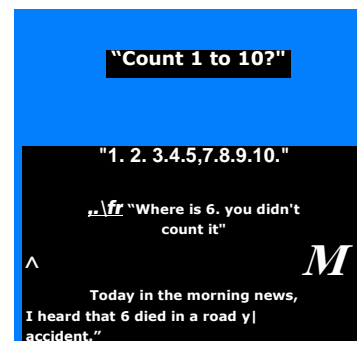 “Count 1 to 10?"
"1. 2. 3.4.5,7.8.9.10."
,.\fr “Where is 6. you didn't
count it"
^ M
Today in the morning news,
I heard that 6 died in a road y|
accident.”